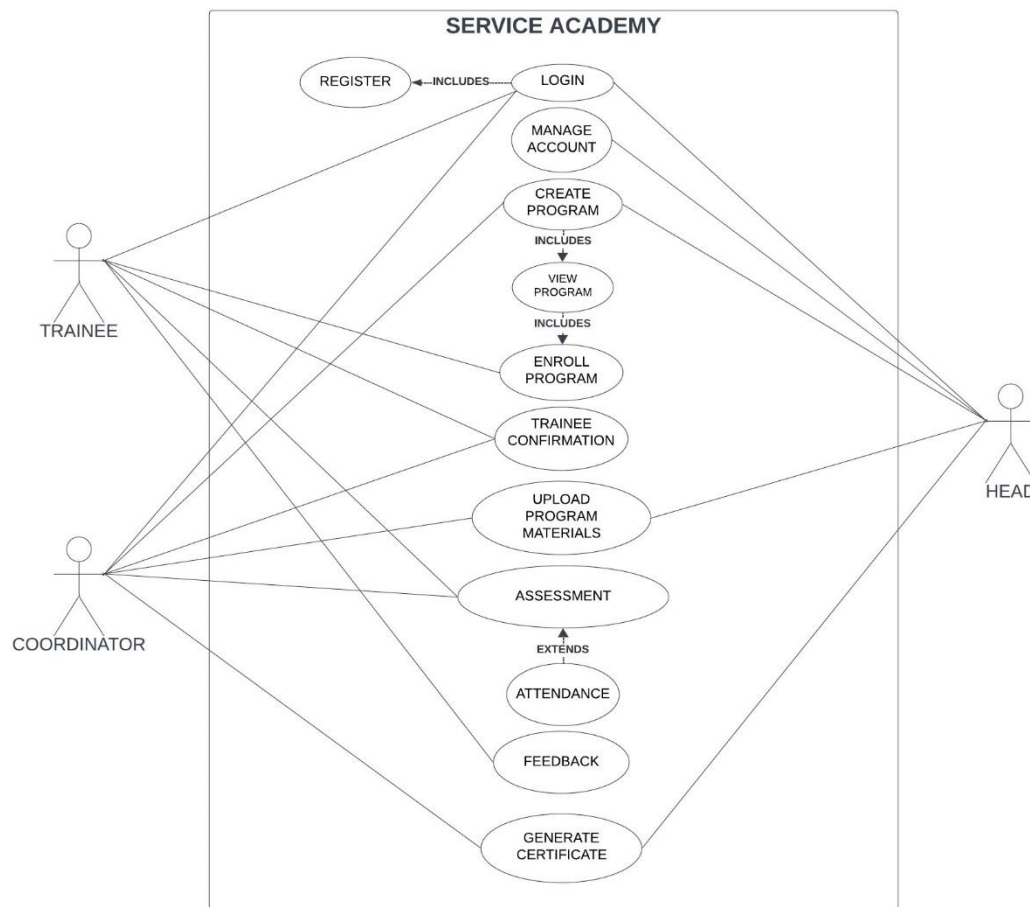 SERVICE ACADEMY
REGISTER
INCLUDES
LOGIN
MANAGE
ACCOUNT
CREATE
PROGRAM
INCLUDES
VIEW
PROGRAM
INCLUDES
ENROLL
PROGRAM
TRAINEE
TRAINEE
CONFIRMATION
HEAD
UPLOAD
PROGRAM
MATERIALS
ASSESSMENT
COORDINATOR
EXTENDS
ATTENDANCE
FEEDBACK
GENERATE
CERTIFICATE